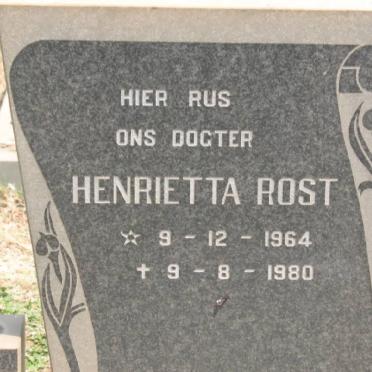 HIER RUS
ONS DOGTER
HENRIETTA ROST
☆ 9 - 12 - 1964
✝ 9 - 8 - 1980